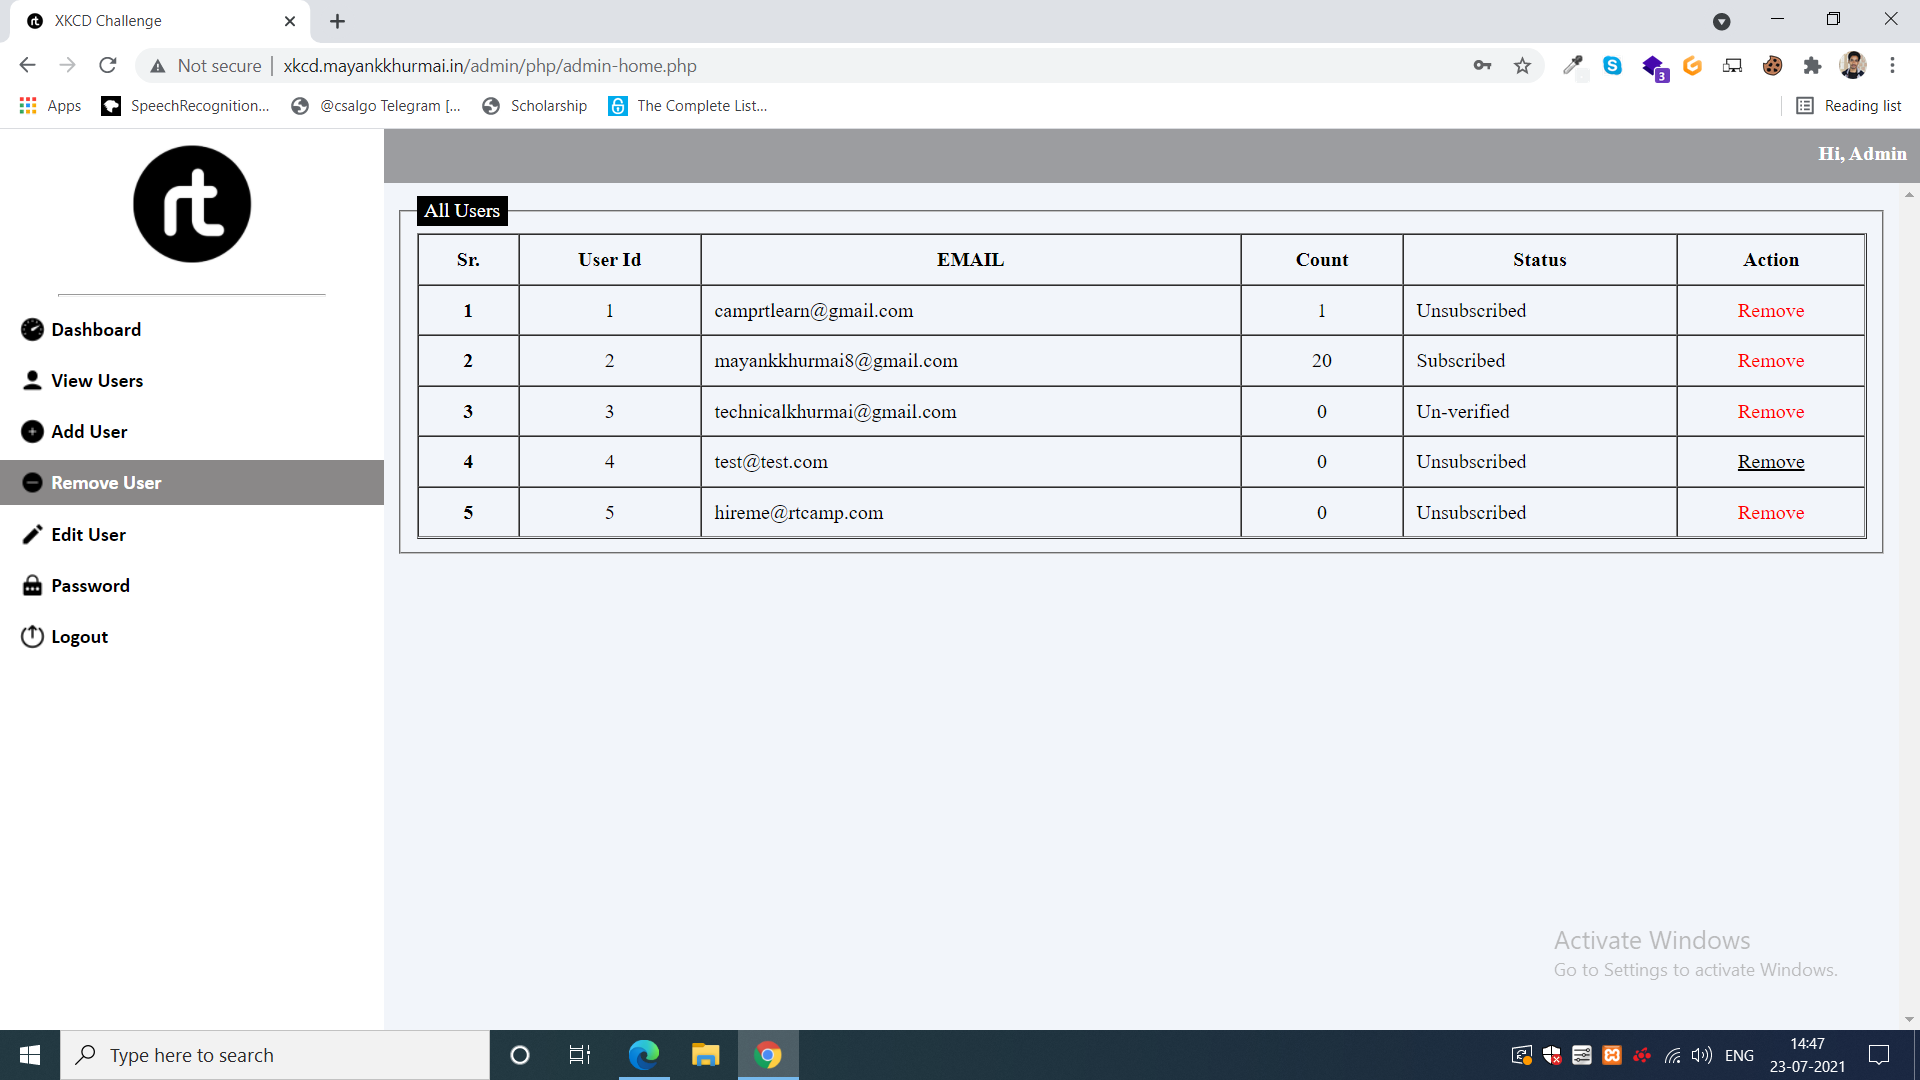 XKCD Challenge
Not secure
xkcd.mayankkhurmai.in/admin/php/admin-home.php
3
Apps
SpeechRecognition...
@csalgo Telegram [...
Scholarship
The Complete List...
Reading list
rt
Hi, Admin
Dashboard
View Users
Add User
Remove User
Edit User
Password
Logout
All Users
Sr. User Id EMAIL Count Status Action
1 1 camprtlearn@gmail.com 1 Unsubscribed Remove
2 2 mayankkhurmai8@gmail.com 20 Subscribed Remove
3 3 technicalkhurmai@gmail.com 0 Un-verified Remove
4 4 test@test.com 0 Unsubscribed Remove
5 5 hireme@rtcamp.com 0 Unsubscribed Remove
Activate Windows
Go to Settings to activate Windows.
Type here to search
ENG
14:47
23-07-2021